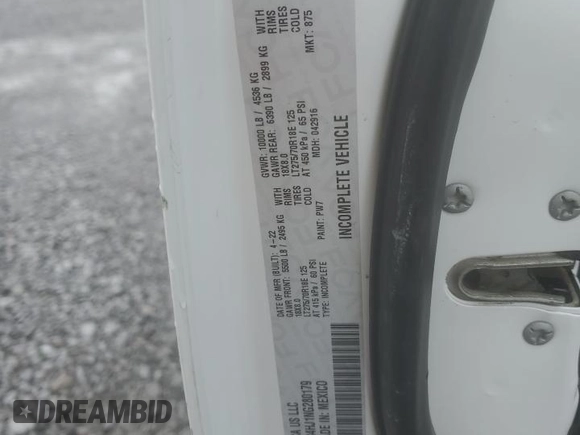 A US LLC
DATE OF MFR (BUILT): 4-22 GVWR: 10000 LB / 4536 KG
GAWR FRONT: 5500 LB / 2495 KG WITH GAWR REAR: 6390 LB / 2899 KG WITH
18X8.0 RIMS 18X8.0 RIMS
LT275/70R18E 125 TIRES LT275/70R18E 125 TIRES
AT 415 kPa / 60 PSI COLD AT 450 kPa / 65 PSI COLD
TYPE: INCOMPLETE PAINT: PW7 MDH: 042916 MKT: 875
4HJ1NG280179 INCOMPLETE VEHICLE
DE IN: MEXICO
DREAMBID